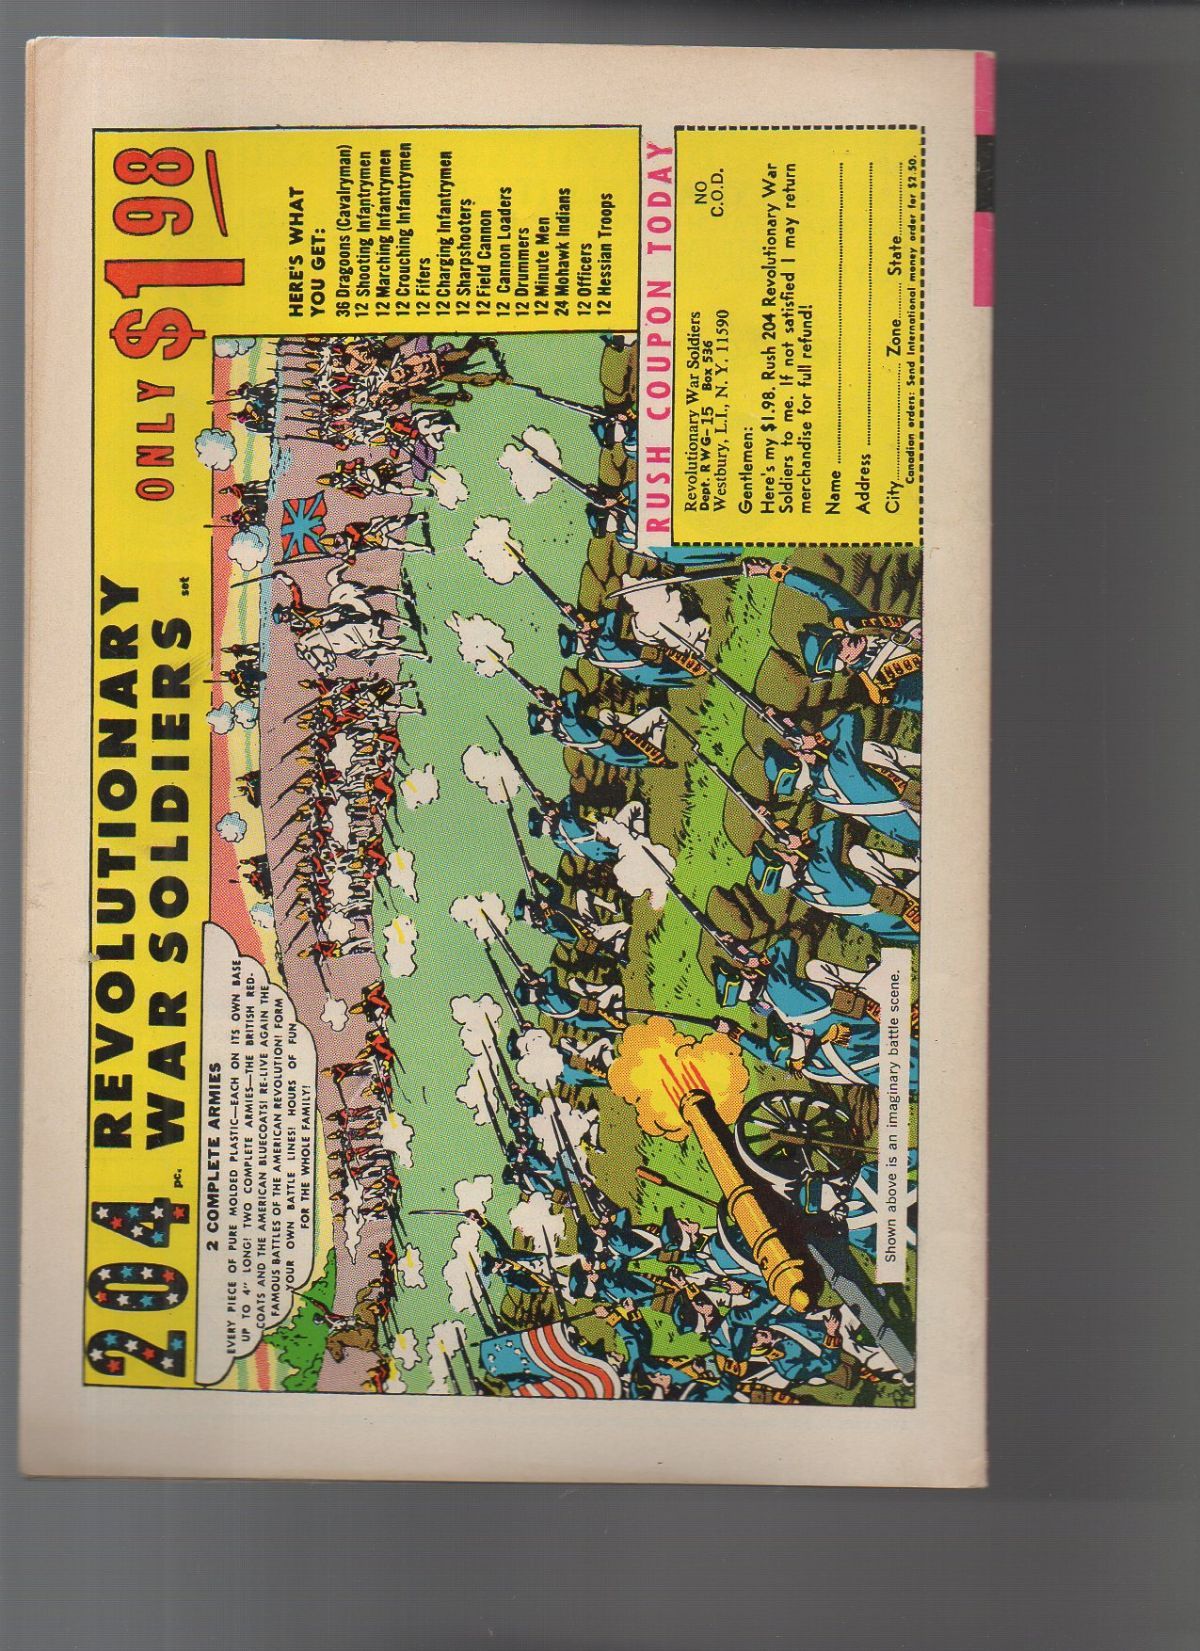 204 REVOLUTIONARY
pc. WAR SOLDIERS set
ONLY $1 98
2 COMPLETE ARMIES
EVERY PIECE OF PURE MOLDED PLASTIC—EACH ON ITS OWN BASE
UP TO 4" LONG! TWO COMPLETE ARMIES—THE BRITISH RED-
COATS AND THE AMERICAN BLUECOATS! RE-LIVE AGAIN THE
FAMOUS BATTLES OF THE AMERICAN REVOLUTION! FORM
YOUR OWN BATTLE LINES! HOURS OF FUN
FOR THE WHOLE FAMILY!
HERE'S WHAT
YOU GET:
36 Dragoons (Cavalryman)
12 Shooting Infantrymen
12 Marching Infantrymen
12 Crouching Infantrymen
12 Fifers
12 Charging Infantrymen
12 Sharpshooters
12 Field Cannon
12 Cannon Loaders
12 Drummers
12 Minute Men
24 Mohawk Indians
12 Officers
12 Hessian Troops
RUSH COUPON TODAY
Revolutionary War Soldiers
Dept. RWG-15 Box 536
Westbury, L.I., N. Y. 11590
NO
C.O.D.
Gentlemen:
Here's my $1.98. Rush 204 Revolutionary War
Soldiers to me. If not satisfied I may return
merchandise for full refund!
Name
Address
City Zone State
Canadian orders: Send International money order for $2.50.
Shown above is an imaginary battle scene.